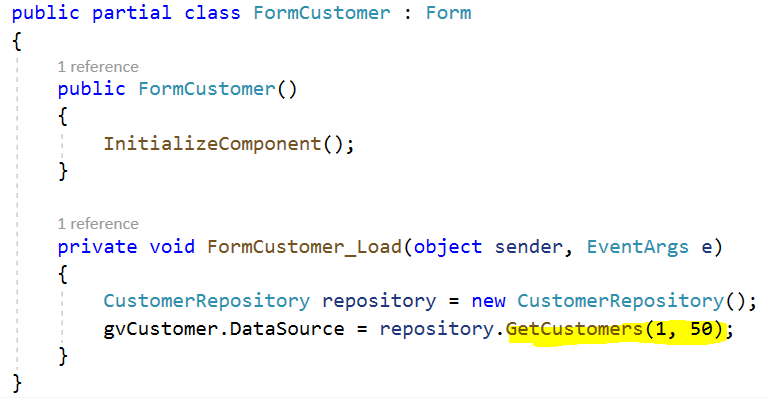 public partial class FormCustomer : Form
{
1 reference
public FormCustomer()
{
InitializeComponent();
}
1 reference
private void FormCustomer_Load(object sender, EventArgs e)
{
CustomerRepository repository = new CustomerRepository();
gvCustomer.DataSource = repository.GetCustomers(1, 50);
}
}